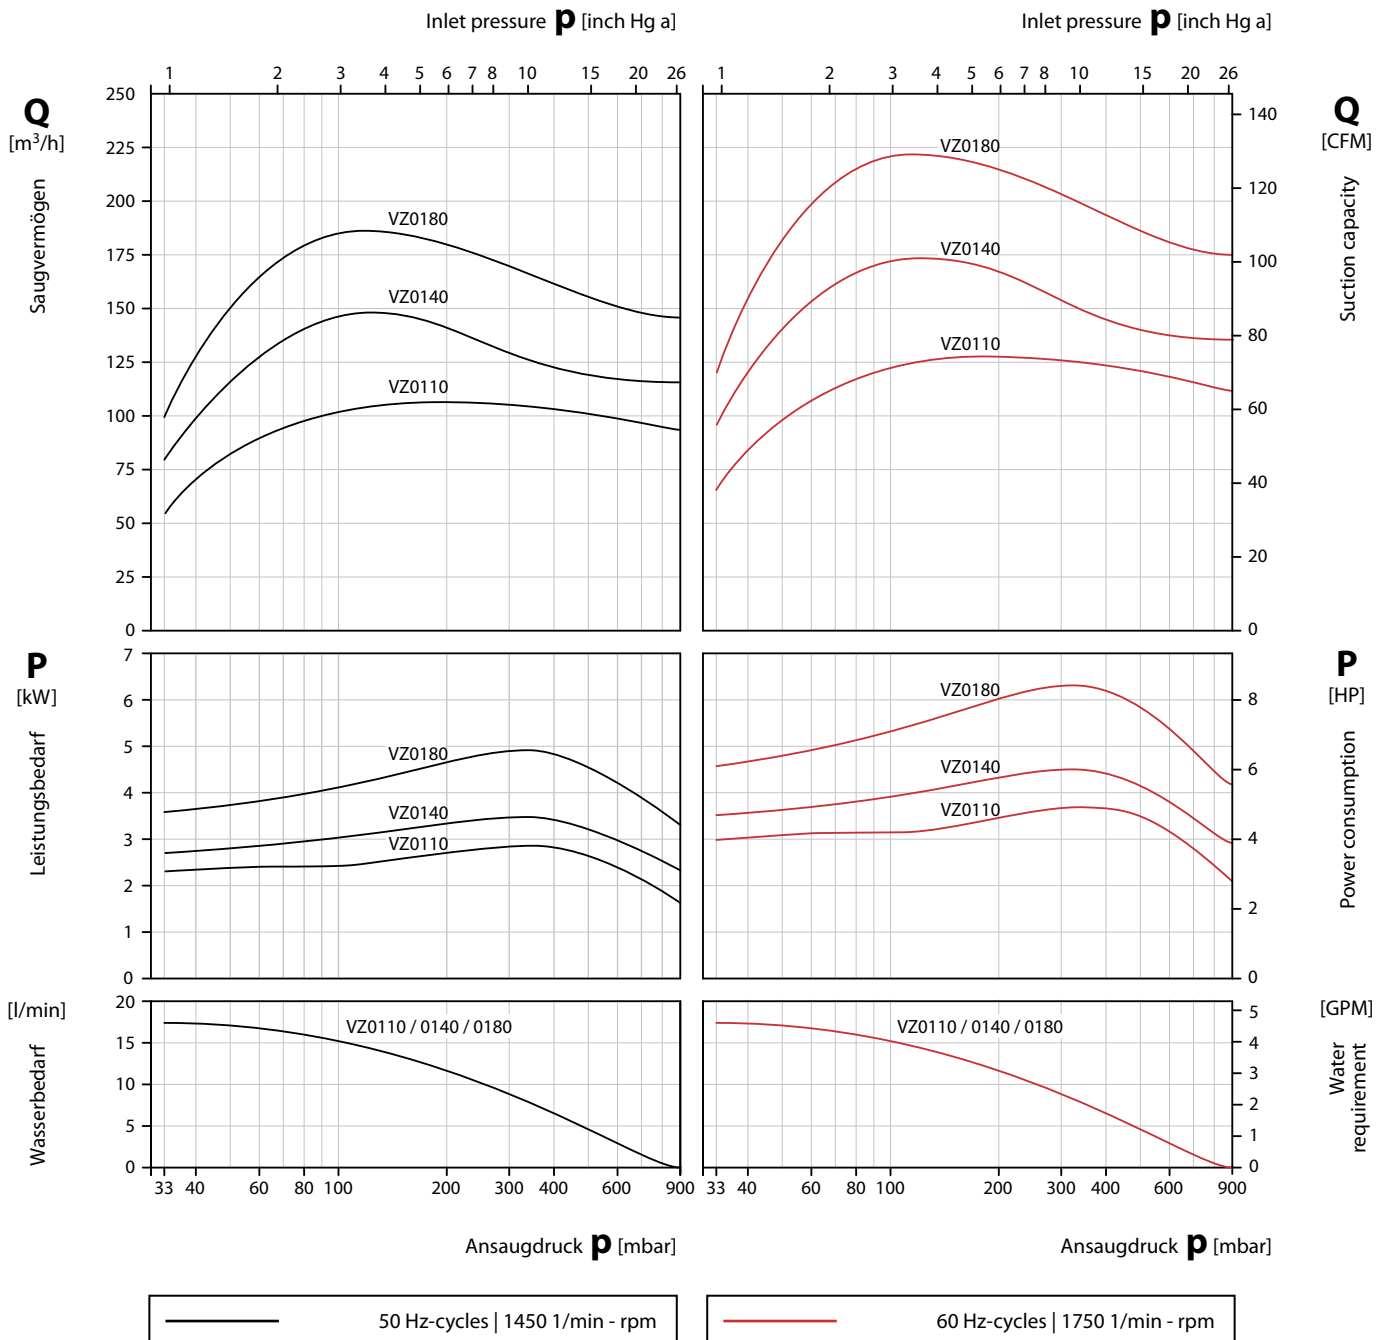 Inlet pressure p [inch Hg a]
Inlet pressure p [inch Hg a]
1 2 3 4 5 6 7 8 10 15 20 26
1 2 3 4 5 6 7 8 10 15 20 26
Q
[m³/h]
Saugvermögen
250
225
200
175
150
125
100
75
50
25
0
VZ0180
VZ0140
VZ0110
VZ0180
VZ0140
VZ0110
140
120
100
80
60
40
20
0
Q
[CFM]
Suction capacity
P
[kW]
Leistungsbedarf
7
6
5
4
3
2
1
0
VZ0180
VZ0140
VZ0110
VZ0180
VZ0140
VZ0110
8
6
4
2
0
P
[HP]
Power consumption
[l/min]
Wasserbedarf
20
15
10
5
0
VZ0110 / 0140 / 0180
VZ0110 / 0140 / 0180
5
4
3
2
1
0
[GPM]
Water
requirement
33 40 60 80 100 200 300 400 600 900
33 40 60 80 100 200 300 400 600 900
Ansaugdruck p [mbar]
Ansaugdruck p [mbar]
50 Hz-cycles | 1450 1/min - rpm
60 Hz-cycles | 1750 1/min - rpm